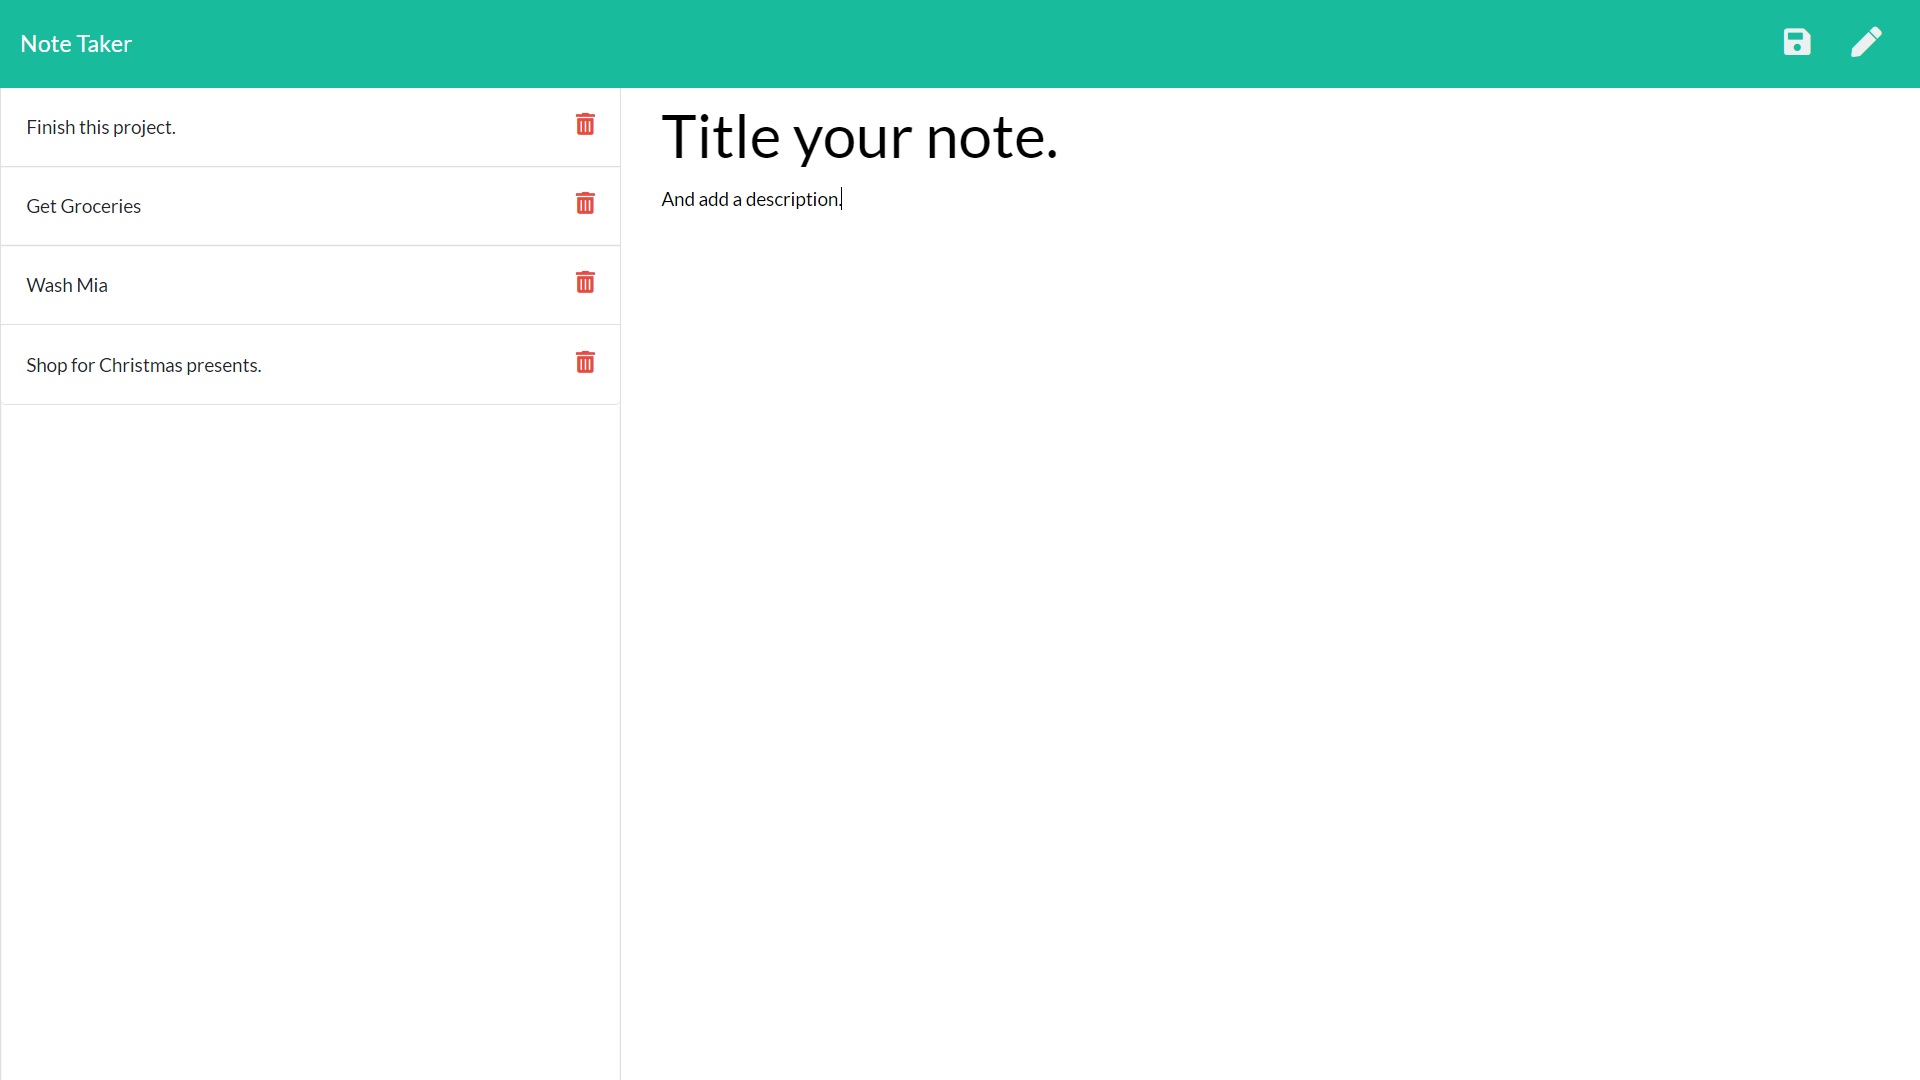 Note Taker
Finish this project.
Get Groceries
Wash Mia
Shop for Christmas presents.
Title your note.
And add a description.